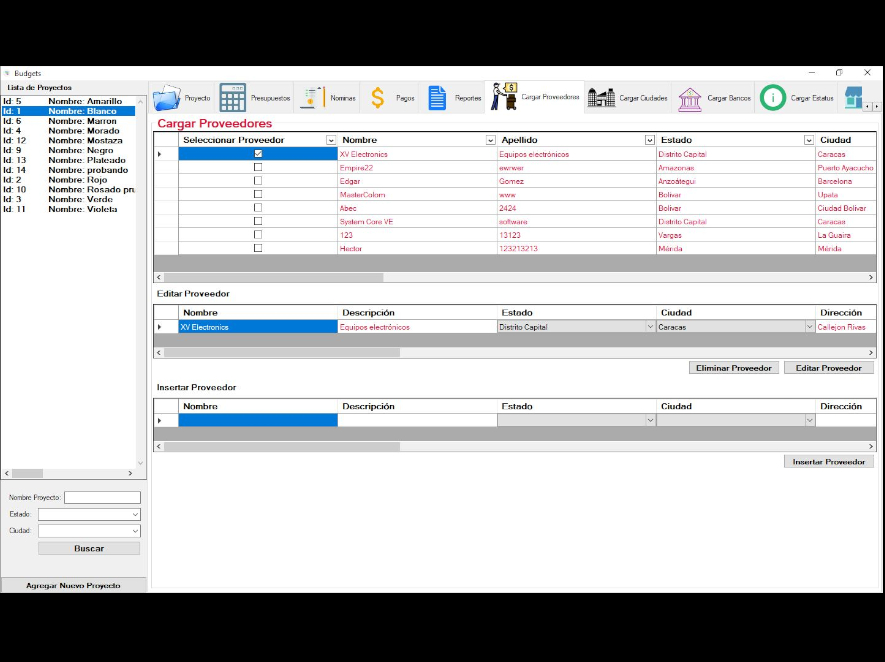 Budgets
Lista de Proyectos
Id: 5 Nombre: Amarillo
Id: 1 Nombre: Blanco
Id: 6 Nombre: Marron
Id: 4 Nombre: Morado
Id: 12 Nombre: Mostaza
Id: 9 Nombre: Negro
Id: 13 Nombre: Plateado
Id: 14 Nombre: probando
Id: 2 Nombre: Rojo
Id: 10 Nombre: Rosado pru
Id: 3 Nombre: Verde
Id: 11 Nombre: Violeta
Nombre Proyecto:
Estado:
Ciudad:
Buscar
Agregar Nuevo Proyecto
Proyecto Presupuestos Nominas Pagos Reportes Cargar Proveedores Cargar Ciudades Cargar Bancos Cargar Estatus
Cargar Proveedores
Seleccionar Proveedor Nombre Apellido Estado Ciudad
XV Electronics Equipos electrónicos Distrito Capital Caracas
Empire22 ewrwer Amazonas Puerto Ayacucho
Edgar Gomez Anzoátegui Barcelona
MasterColom www Bolivar Upata
Abec 2424 Bolivar Ciudad Bolivar
System Core VE software Distrito Capital Caracas
123 13123 Vargas La Guaira
Hector 123213213 Mérida Mérida
Editar Proveedor
Nombre Descripción Estado Ciudad Dirección
XV Electronics Equipos electrónicos Distrito Capital Caracas Callejon Rivas
Eliminar Proveedor Editar Proveedor
Insertar Proveedor
Nombre Descripción Estado Ciudad Dirección
Insertar Proveedor